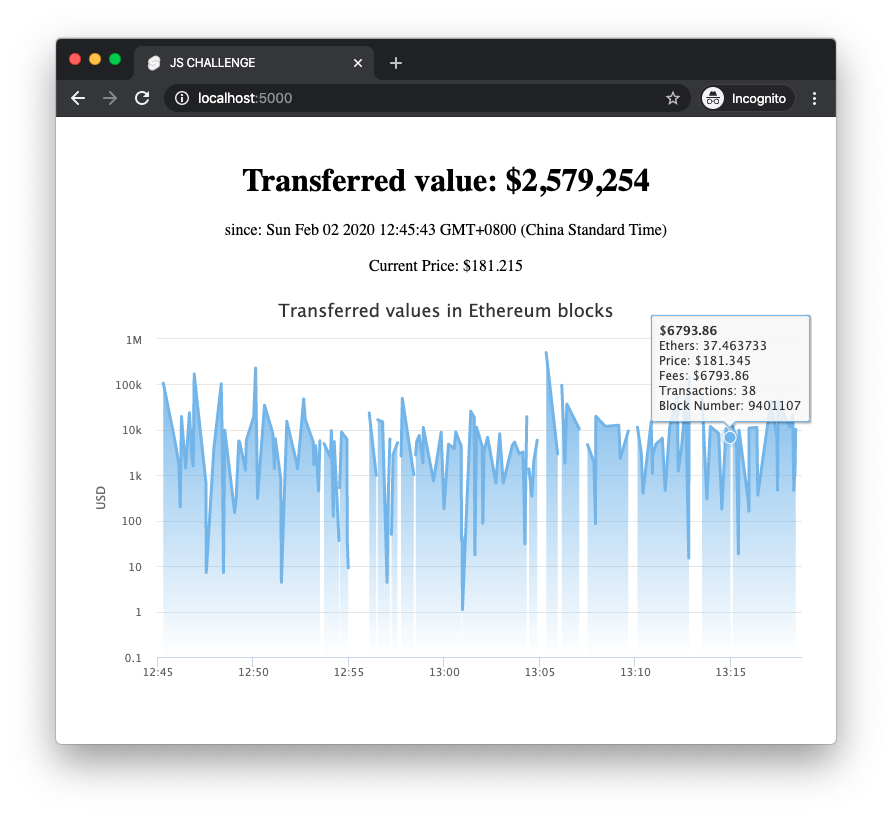 JS CHALLENGE
localhost:5000
Incognito
Transferred value: $2,579,254
since: Sun Feb 02 2020 12:45:43 GMT+0800 (China Standard Time)
Current Price: $181.215
Transferred values in Ethereum blocks
$6793.86
Ethers: 37.463733
Price: $181.345
Fees: $6793.86
Transactions: 38
Block Number: 9401107
USD
1M
100k
10k
1k
100
10
1
0.1
12:45 12:50 12:55 13:00 13:05 13:10 13:15